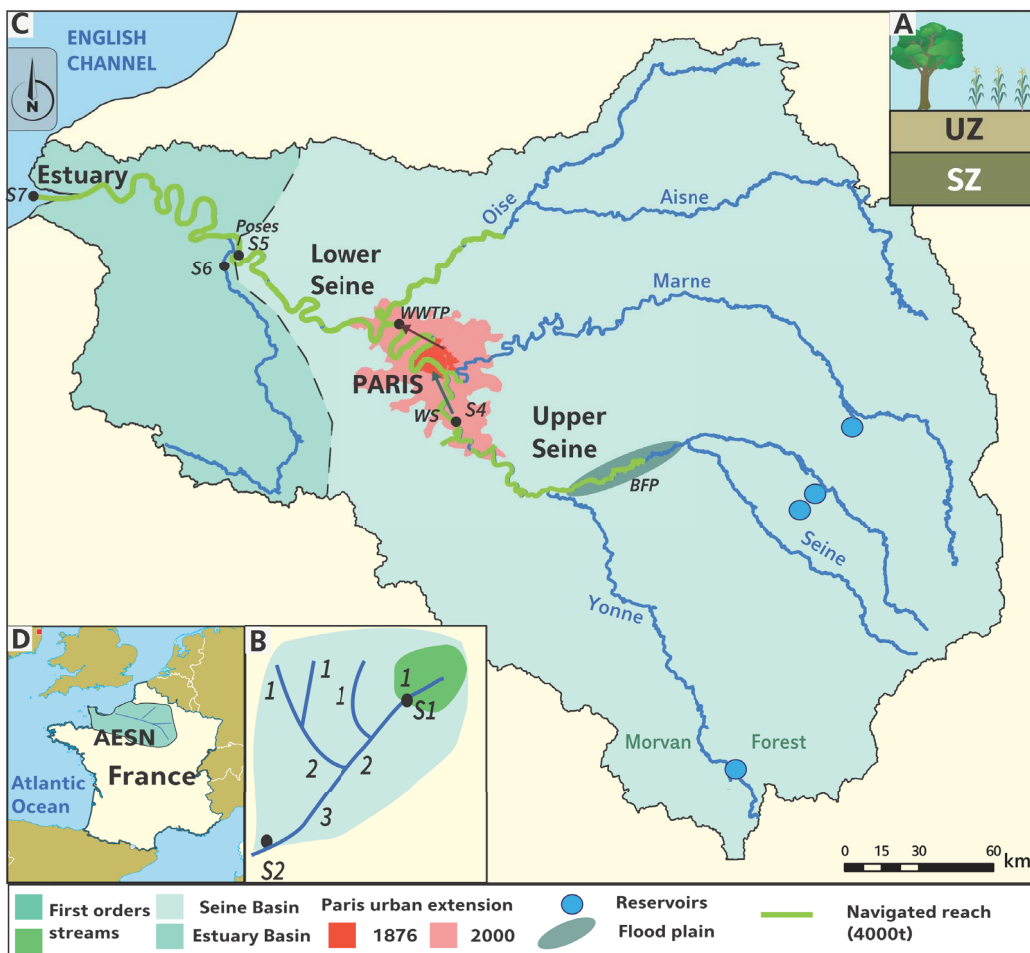 C
ENGLISH
CHANNEL
N
A
UZ
SZ
Estuary
S7
Poses
S5
S6
Lower
Seine
Oise
Aisne
Marne
WWTP
PARIS
WS
S4
Upper
Seine
BFP
Seine
Yonne
Morvan Forest
D
AESN
France
Atlantic
Ocean
B
1
1
1
1
S1
2
2
3
S2
0 15 30 60
km
First orders
streams
Seine Basin
Estuary Basin
Paris urban extension
1876
2000
Reservoirs
Flood plain
Navigated reach
(4000t)